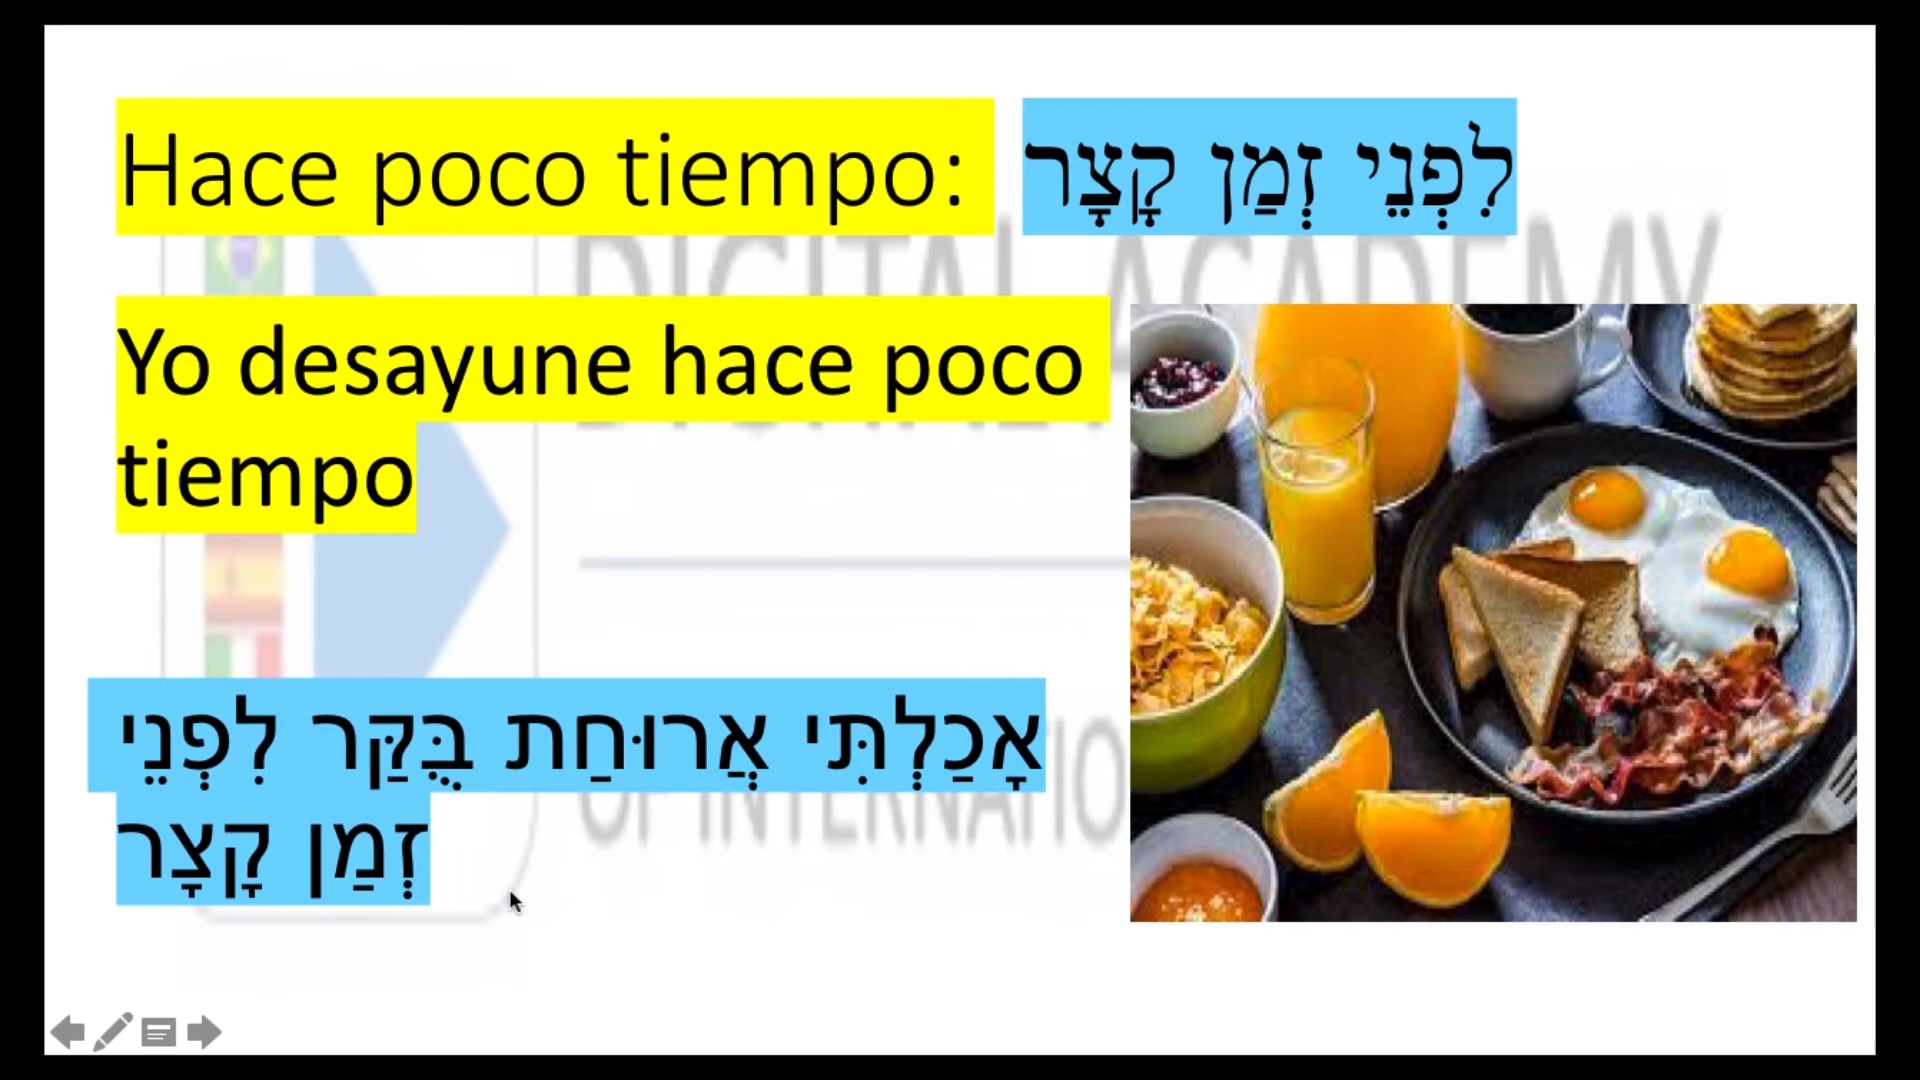 Hace poco tiempo: לִפְנֵי זְמַן קָצָר
DIGITAL ACADEMY
Yo desayune hace poco
tiempo
אָכַלְתִּי אֲרוּחַת בֻּקַּר לִפְנֵי
זְמַן קָצָר
OF INTERNATIO